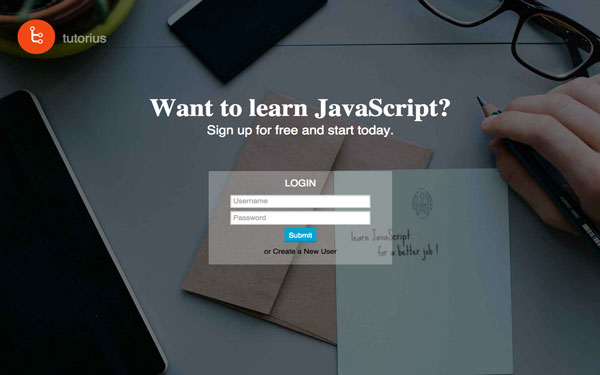 tutorius
Want to learn JavaScript?
Sign up for free and start today.
LOGIN
Username
Password
Submit
learn JavaScript
for a better job!
or Create a New User